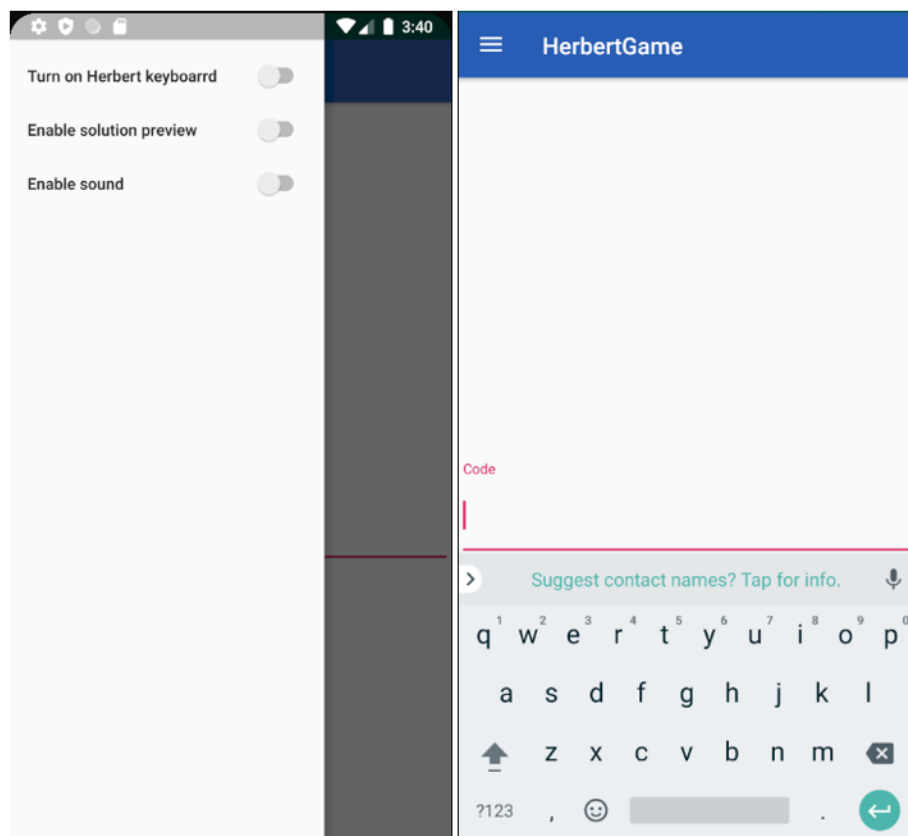 3:40
Turn on Herbert keyboarrd
Enable solution preview
Enable sound
HerbertGame
Code
Suggest contact names? Tap for info.
1 2 3 4 5 6 7 8 9 0
q w e r t y u i o p
a s d f g h j k l
z x c v b n m
?123 , .